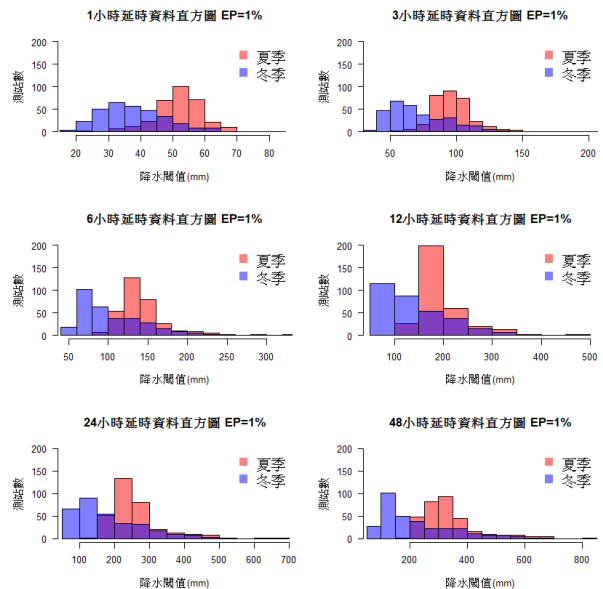 1小時延時資料直方圖 EP=1%
測站數
200
150
100
50
0
夏季
冬季
20 30 40 50 60 70 80
降水閾值(mm)
3小時延時資料直方圖 EP=1%
測站數
200
150
100
50
0
夏季
冬季
50 100 150 200
降水閾值(mm)
6小時延時資料直方圖 EP=1%
測站數
200
150
100
50
0
夏季
冬季
50 100 150 200 250 300
降水閾值(mm)
12小時延時資料直方圖 EP=1%
測站數
200
150
100
50
0
夏季
冬季
100 200 300 400 500
降水閾值(mm)
24小時延時資料直方圖 EP=1%
測站數
200
150
100
50
0
夏季
冬季
100 200 300 400 500 600 700
降水閾值(mm)
48小時延時資料直方圖 EP=1%
測站數
200
150
100
50
0
夏季
冬季
200 400 600 800
降水閾值(mm)